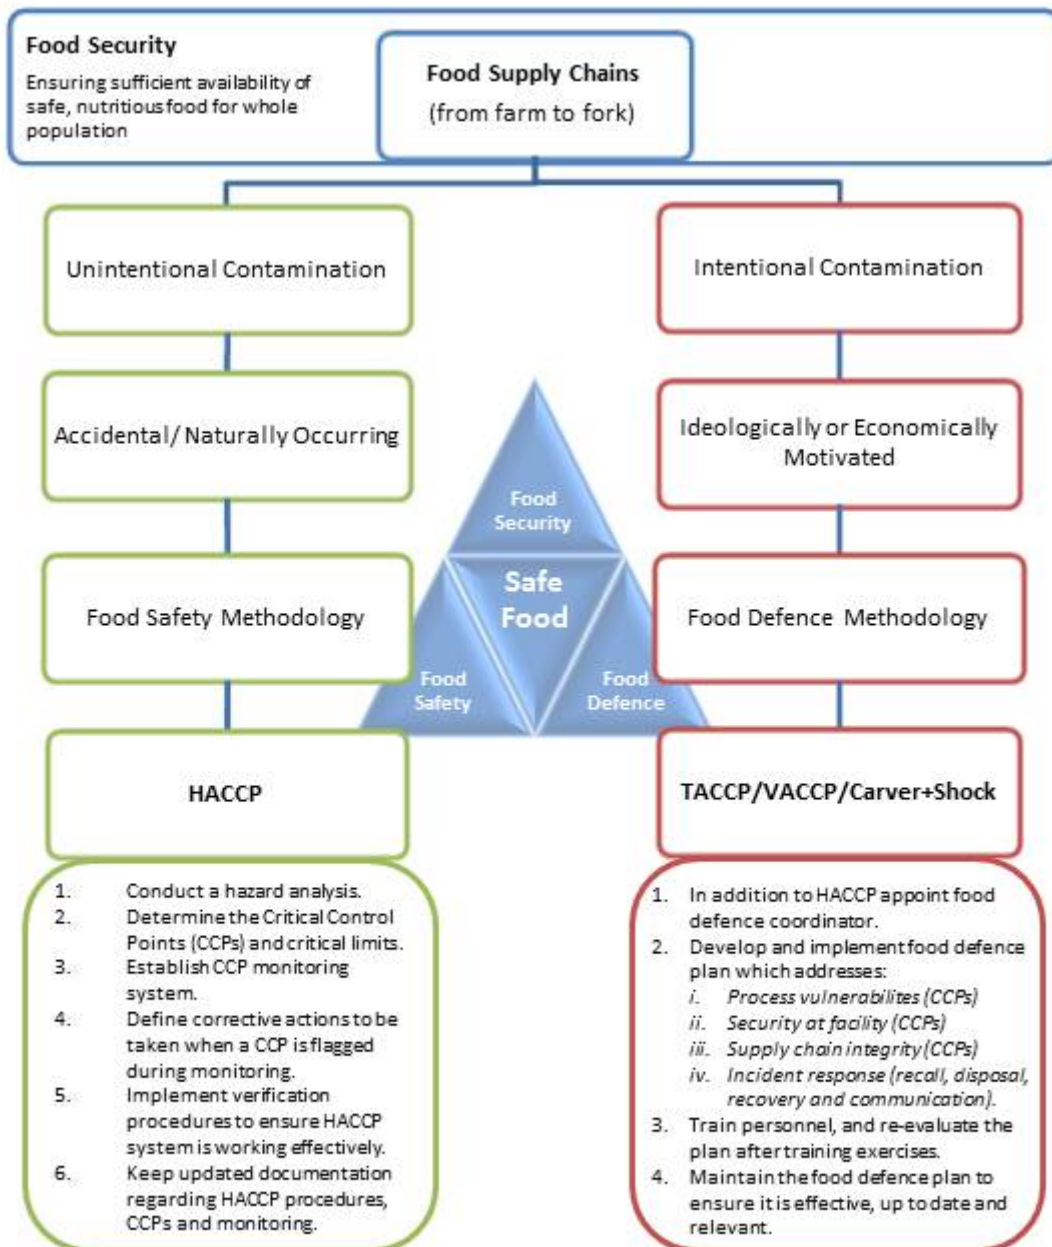 Food Security
Ensuring sufficient availability of
safe, nutritious food for whole
population
Food Supply Chains
(from farm to fork)
Unintentional Contamination
Accidental/ Naturally Occurring
Food Safety Methodology
HACCP
1. Conduct a hazard analysis.
2. Determine the Critical Control
Points (CCPs) and critical limits.
3. Establish CCP monitoring
system.
4. Define corrective actions to be
taken when a CCP is flagged
during monitoring.
5. Implement verification
procedures to ensure HACCP
system is working effectively.
6. Keep updated documentation
regarding HACCP procedures,
CCPs and monitoring.
Food
Security
Safe
Food
Food
Safety
Food
Defence
Intentional Contamination
Ideologically or Economically
Motivated
Food Defence Methodology
TACCP/VACCP/Carver+Shock
1. In addition to HACCP appoint food
defence coordinator.
2. Develop and implement food defence
plan which addresses:
i. Process vulnerabilites (CCPs)
ii. Security at facility (CCPs)
iii. Supply chain integrity (CCPs)
iv. Incident response (recall, disposal,
recovery and communication).
3. Train personnel, and re-evaluate the
plan after training exercises.
4. Maintain the food defence plan to
ensure it is effective, up to date and
relevant.